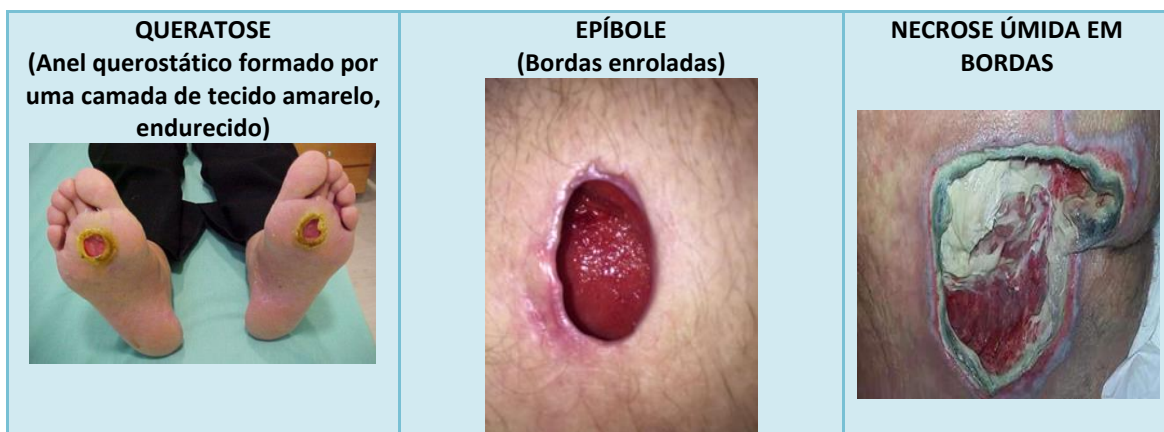 QUERATOSE
(Anel querostático formado por
uma camada de tecido amarelo,
endurecido)
EPÍBOLE
(Bordas enroladas)
NECROSE ÚMIDA EM
BORDAS